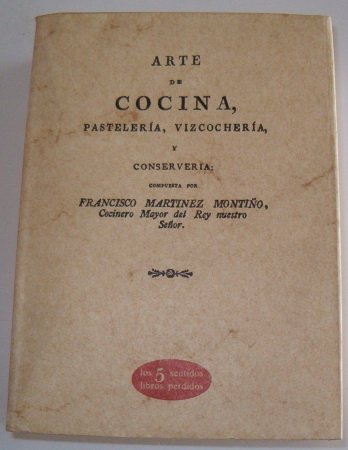 ARTE
DE
COCINA,
PASTELERÍA, VIZCOCHERÍA,
Y
CONSERVERIA:
COMPUESTA POR
FRANCISCO MARTINEZ MONTIÑO,
Cocinero Mayor del Rey nuestro
Señor.
los 5 sentidos
libros perdidos